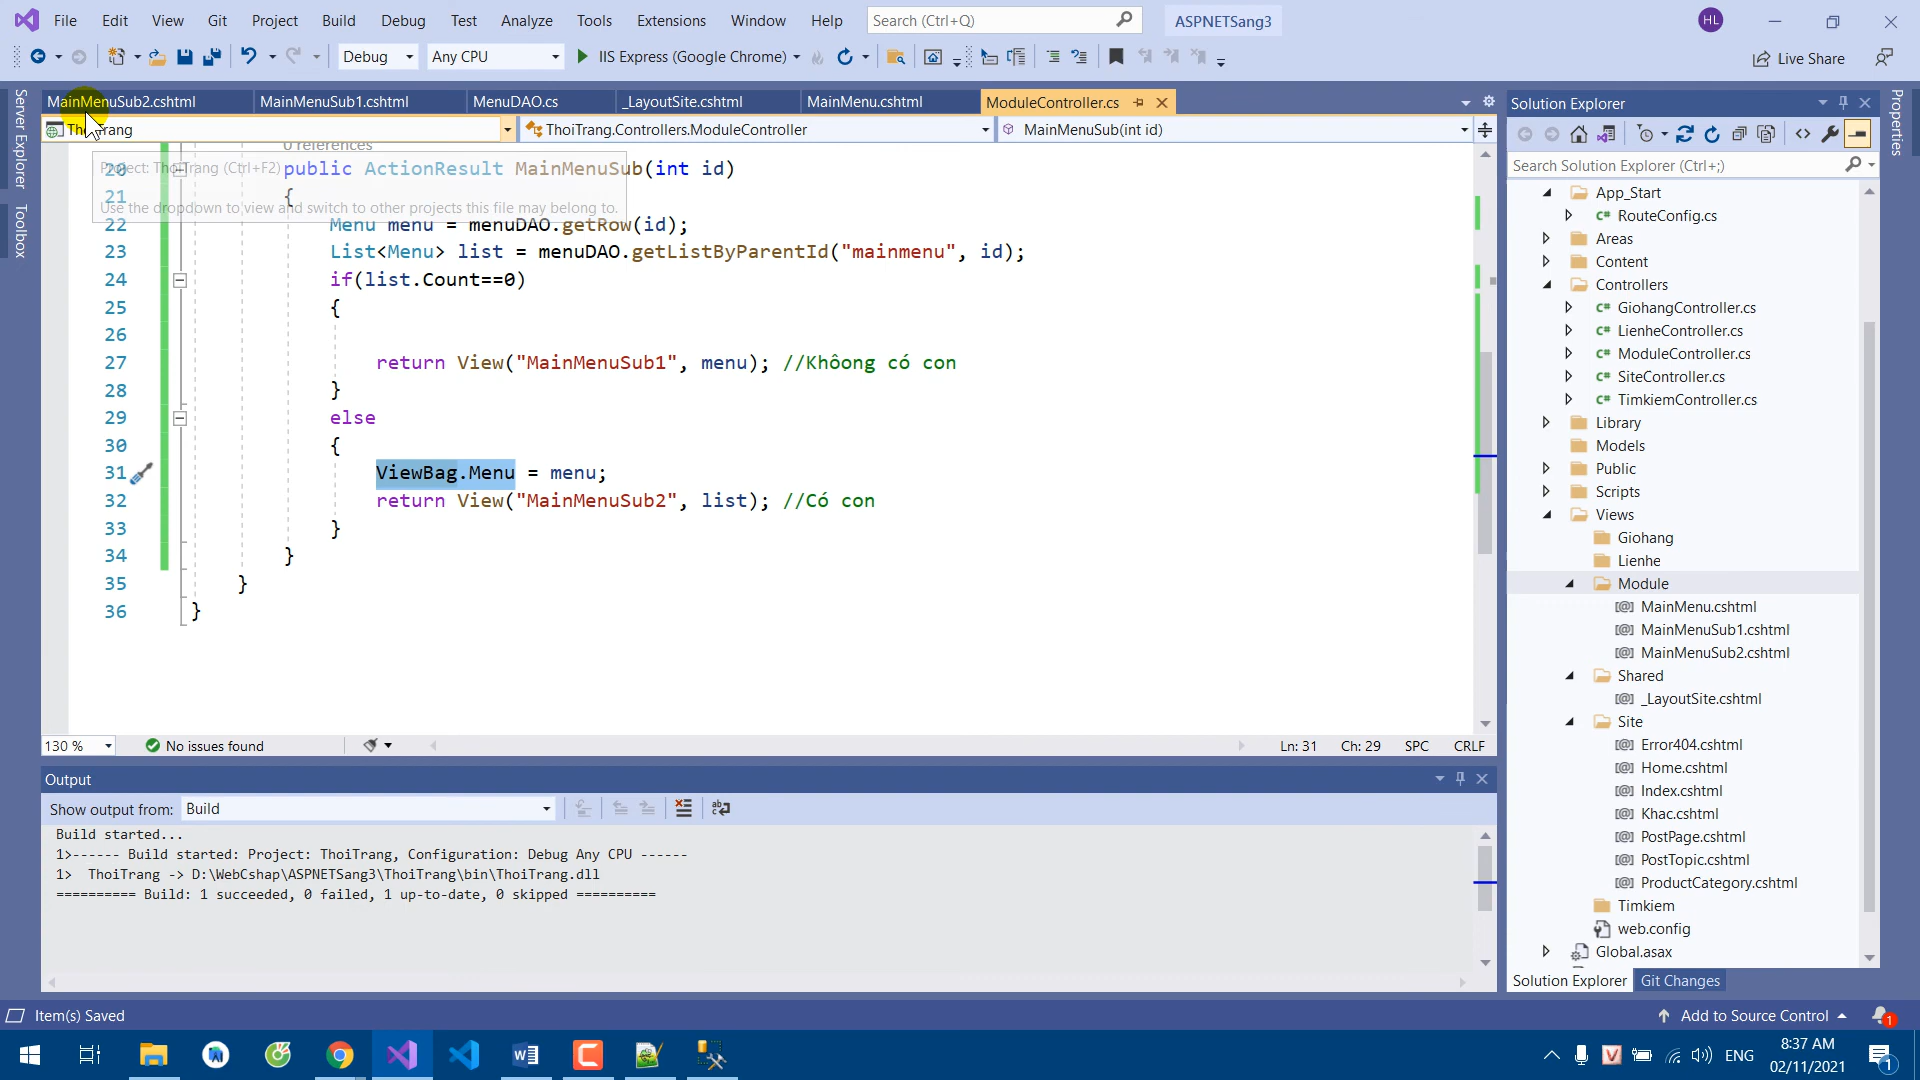 File Edit View Git Project Build Debug Test Analyze Tools Extensions Window Help Search (Ctrl+Q) ASPNETSang3 HL
Debug Any CPU IIS Express (Google Chrome) Live Share
Server Explorer
Toolbox
MainMenuSub2.cshtml MainMenuSub1.cshtml MenuDAO.cs _LayoutSite.cshtml MainMenu.cshtml ModuleController.cs
ThoiTrang ThoiTrang.Controllers.ModuleController MainMenuSub(int id)
0 references
Project: ThoiTrang (Ctrl+F2)
Use the dropdown to view and switch to other projects this file may belong to.
20 public ActionResult MainMenuSub(int id)
21 {
22 Menu menu = menuDAO.getRow(id);
23 List<Menu> list = menuDAO.getListByParentId("mainmenu", id);
24 if(list.Count==0)
25 {
26
27 return View("MainMenuSub1", menu); //Khôong có con
28 }
29 else
30 {
31 ViewBag.Menu = menu;
32 return View("MainMenuSub2", list); //Có con
33 }
34 }
35 }
36 }
130 % No issues found Ln: 31 Ch: 29 SPC CRLF
Output
Show output from: Build
Build started...
1>------ Build started: Project: ThoiTrang, Configuration: Debug Any CPU ------
1> ThoiTrang -> D:\WebCshap\ASPNETSang3\ThoiTrang\bin\ThoiTrang.dll
========== Build: 1 succeeded, 0 failed, 1 up-to-date, 0 skipped ==========
Solution Explorer
Search Solution Explorer (Ctrl+;)
App_Start
RouteConfig.cs
Areas
Content
Controllers
GiohangController.cs
LienheController.cs
ModuleController.cs
SiteController.cs
TimkiemController.cs
Library
Models
Public
Scripts
Views
Giohang
Lienhe
Module
MainMenu.cshtml
MainMenuSub1.cshtml
MainMenuSub2.cshtml
Shared
_LayoutSite.cshtml
Site
Error404.cshtml
Home.cshtml
Index.cshtml
Khac.cshtml
PostPage.cshtml
PostTopic.cshtml
ProductCategory.cshtml
Timkiem
web.config
Global.asax
Solution Explorer Git Changes
Properties
Item(s) Saved Add to Source Control 1
ENG 8:37 AM
02/11/2021 1